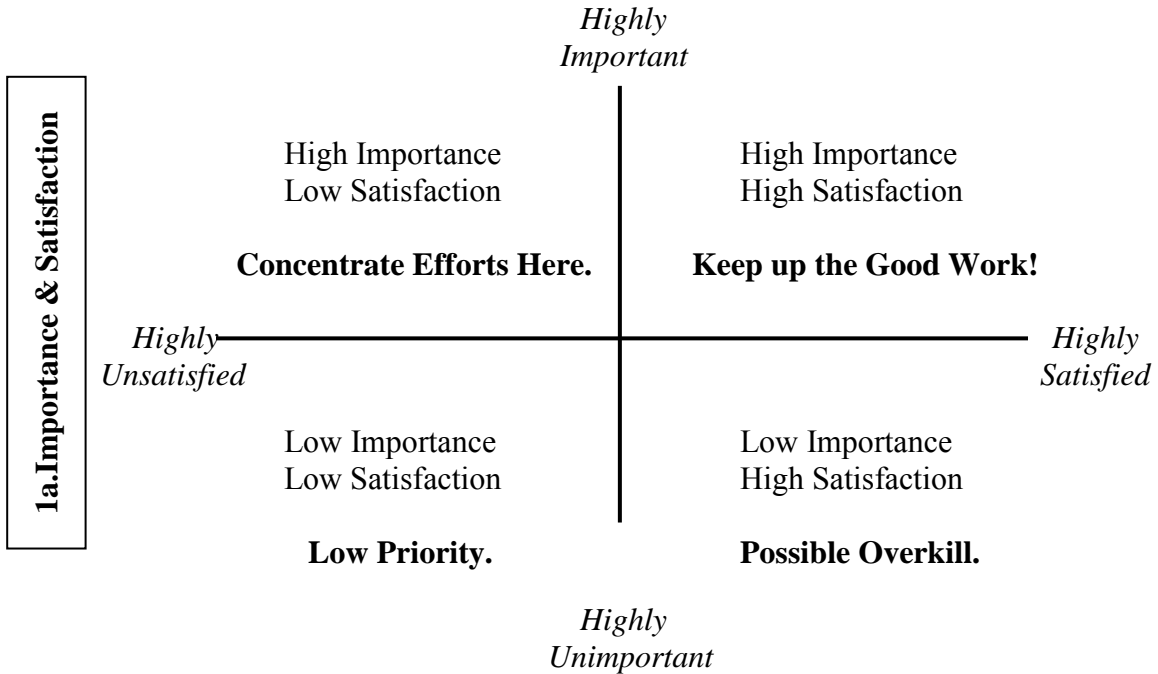 Highly
Important
1a.Importance & Satisfaction
High Importance
Low Satisfaction
Concentrate Efforts Here.
High Importance
High Satisfaction
Keep up the Good Work!
Highly
Unsatisfied
Highly
Satisfied
Low Importance
Low Satisfaction
Low Priority.
Low Importance
High Satisfaction
Possible Overkill.
Highly
Unimportant